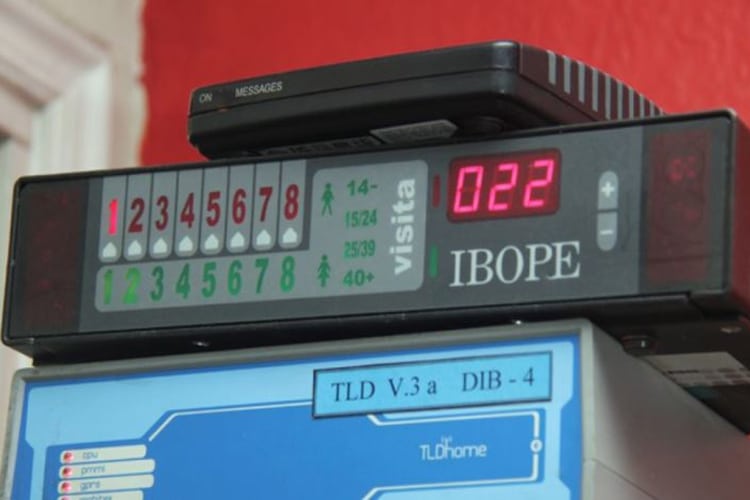 ON MESSAGES
1 2 3 4 5 6 7 8
1 2 3 4 5 6 7 8
14-
15/24
25/39
40+
visita
022
+
-
IBOPE
TLD V.3 a DIB - 4
TLDhome
cpu
pmmi
gprs